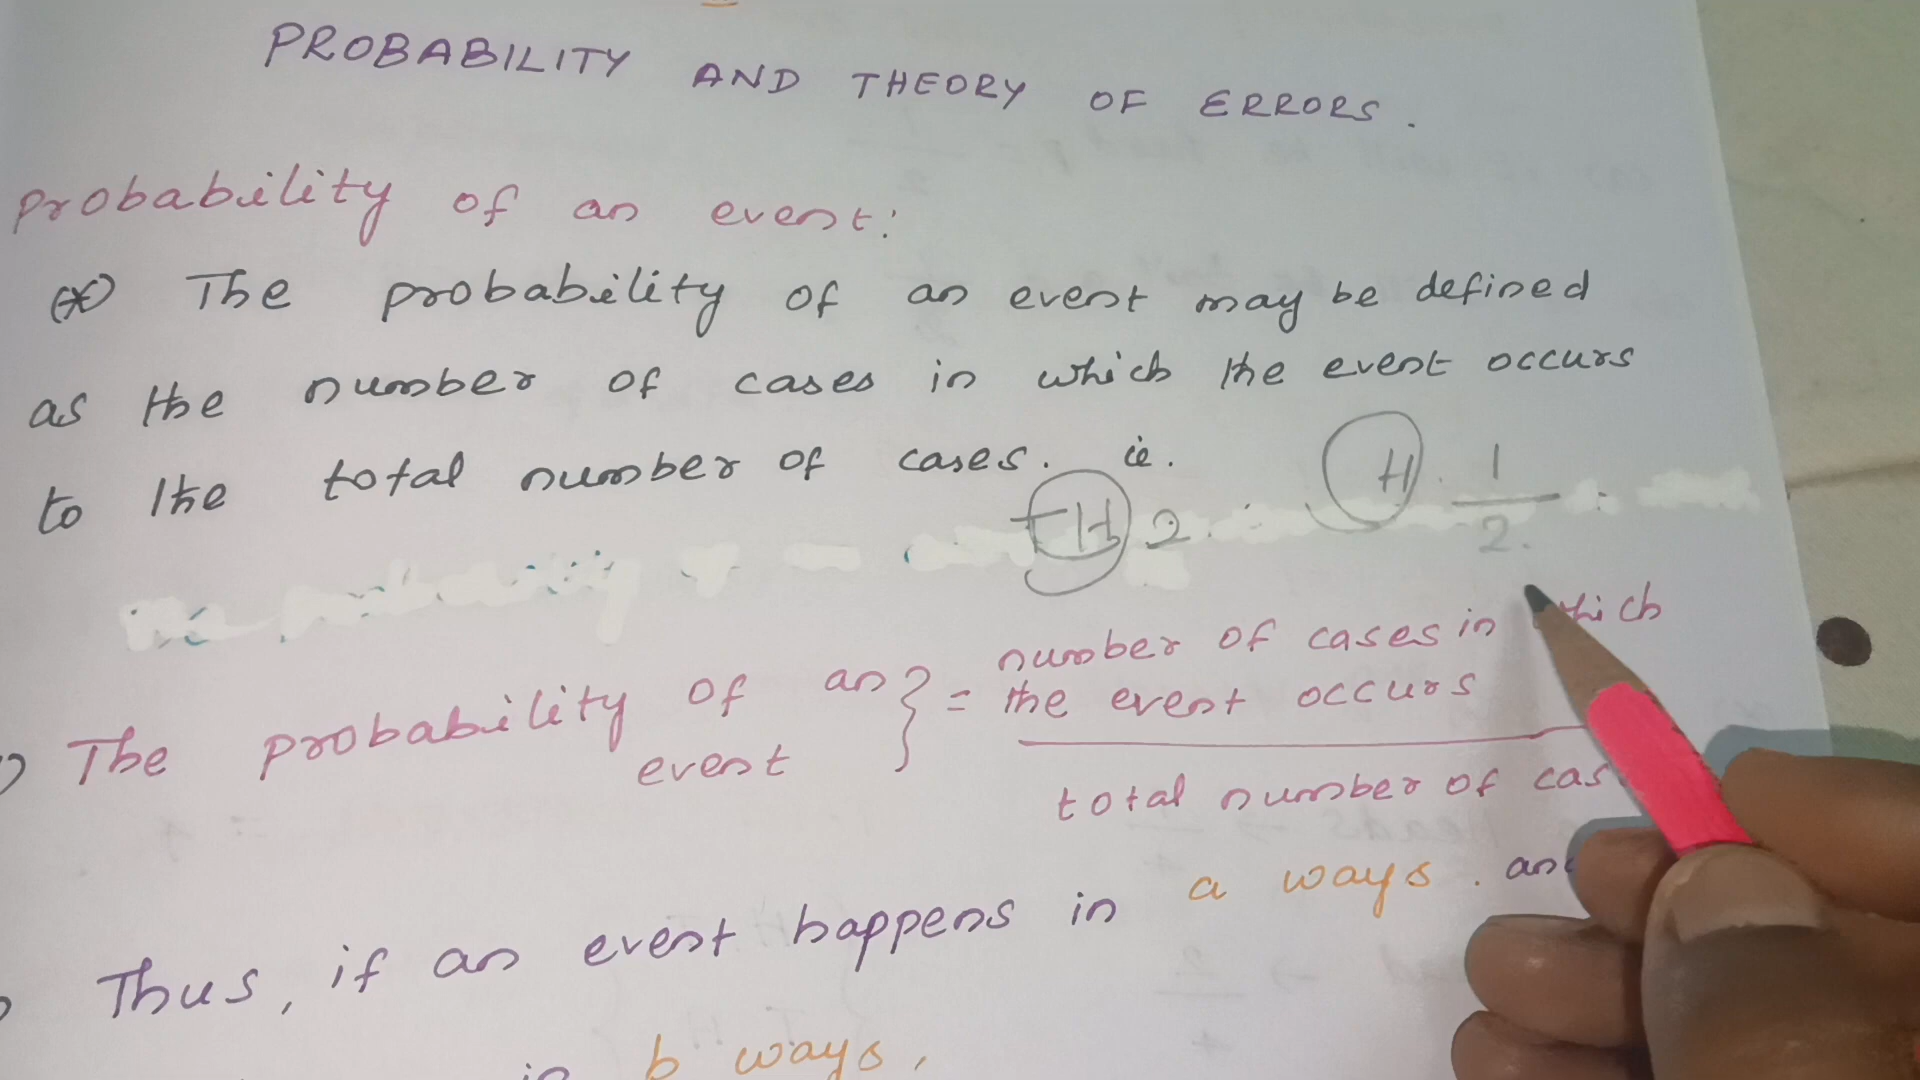 PROBABILITY AND THEORY OF ERRORS.
Probability of an event:
(*) The probability of an event may be defined
as the number of cases in which the event occurs
to the total number of cases. ie.
H 1
TH 2. 2.
The probability of an event } = number of cases in which
the event occurs
total number of cas
Thus, if an event happens in a ways. an
in b ways,